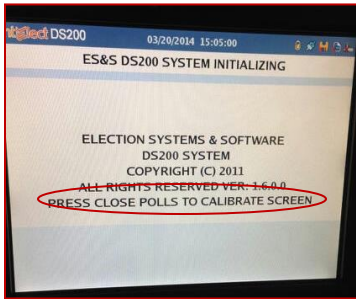 DS200
03/20/2014 15:05:00
ES&S DS200 SYSTEM INITIALIZING
ELECTION SYSTEMS & SOFTWARE
DS200 SYSTEM
COPYRIGHT (C) 2011
ALL RIGHTS RESERVED VER: 1.6.0.0
PRESS CLOSE POLLS TO CALIBRATE SCREEN